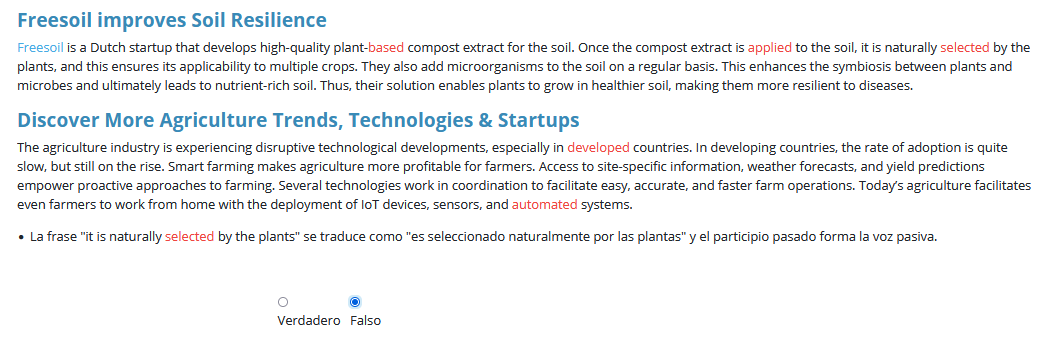 Freesoil improves Soil Resilience
Freesoil is a Dutch startup that develops high-quality plant-based compost extract for the soil. Once the compost extract is applied to the soil, it is naturally selected by the
plants, and this ensures its applicability to multiple crops. They also add microorganisms to the soil on a regular basis. This enhances the symbiosis between plants and
microbes and ultimately leads to nutrient-rich soil. Thus, their solution enables plants to grow in healthier soil, making them more resilient to diseases.
Discover More Agriculture Trends, Technologies & Startups
The agriculture industry is experiencing disruptive technological developments, especially in developed countries. In developing countries, the rate of adoption is quite
slow, but still on the rise. Smart farming makes agriculture more profitable for farmers. Access to site-specific information, weather forecasts, and yield predictions
empower proactive approaches to farming. Several technologies work in coordination to facilitate easy, accurate, and faster farm operations. Today's agriculture facilitates
even farmers to work from home with the deployment of IoT devices, sensors, and automated systems.
• La frase "it is naturally selected by the plants" se traduce como "es seleccionado naturalmente por las plantas" y el participio pasado forma la voz pasiva.
Verdadero Falso